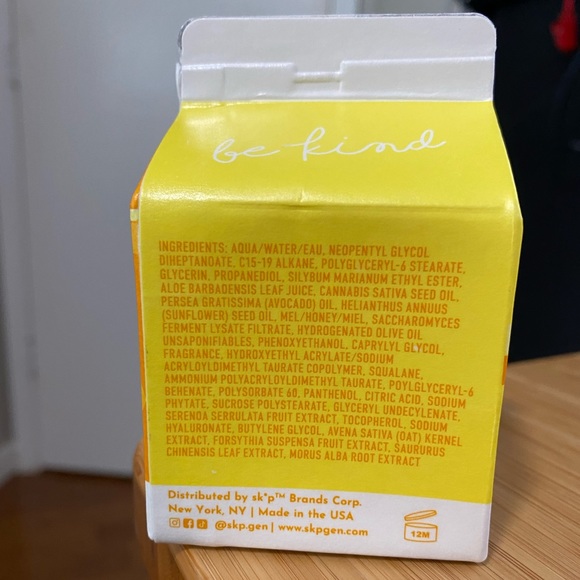 be kind
INGREDIENTS: AQUA/WATER/EAU, NEOPENTYL GLYCOL
DIHEPTANOATE, C15-19 ALKANE, POLYGLYCERYL-6 STEARATE,
GLYCERIN, PROPANEDIOL, SILYBUM MARIANUM ETHYL ESTER,
ALOE BARBADENSIS LEAF JUICE, CANNABIS SATIVA SEED OIL,
PERSEA GRATISSIMA (AVOCADO) OIL, HELIANTHUS ANNUUS
(SUNFLOWER) SEED OIL, MEL/HONEY/MIEL, SACCHAROMYCES
FERMENT LYSATE FILTRATE, HYDROGENATED OLIVE OIL
UNSAPONIFIABLES, PHENOXYETHANOL, CAPRYLYL GLYCOL,
FRAGRANCE, HYDROXYETHYL ACRYLATE/SODIUM
ACRYLOYLDIMETHYL TAURATE COPOLYMER, SQUALANE,
AMMONIUM POLYACRYLOYLDIMETHYL TAURATE, POYLGLYCERYL-6
BEHENATE, POLYSORBATE 60, PANTHENOL, CITRIC ACID, SODIUM
PHYTATE, SUCROSE POLYSTEARATE, GLYCERYL UNDECYLENATE,
SERENOA SERRULATA FRUIT EXTRACT, TOCOPHEROL, SODIUM
HYALURONATE, BUTYLENE GLYCOL, AVENA SATIVA (OAT) KERNEL
EXTRACT, FORSYTHIA SUSPENSA FRUIT EXTRACT, SAURURUS
CHINENSIS LEAF EXTRACT, MORUS ALBA ROOT EXTRACT
Distributed by sk*p™ Brands Corp.
New York, NY | Made in the USA
@skp.gen | www.skpgen.com
12M